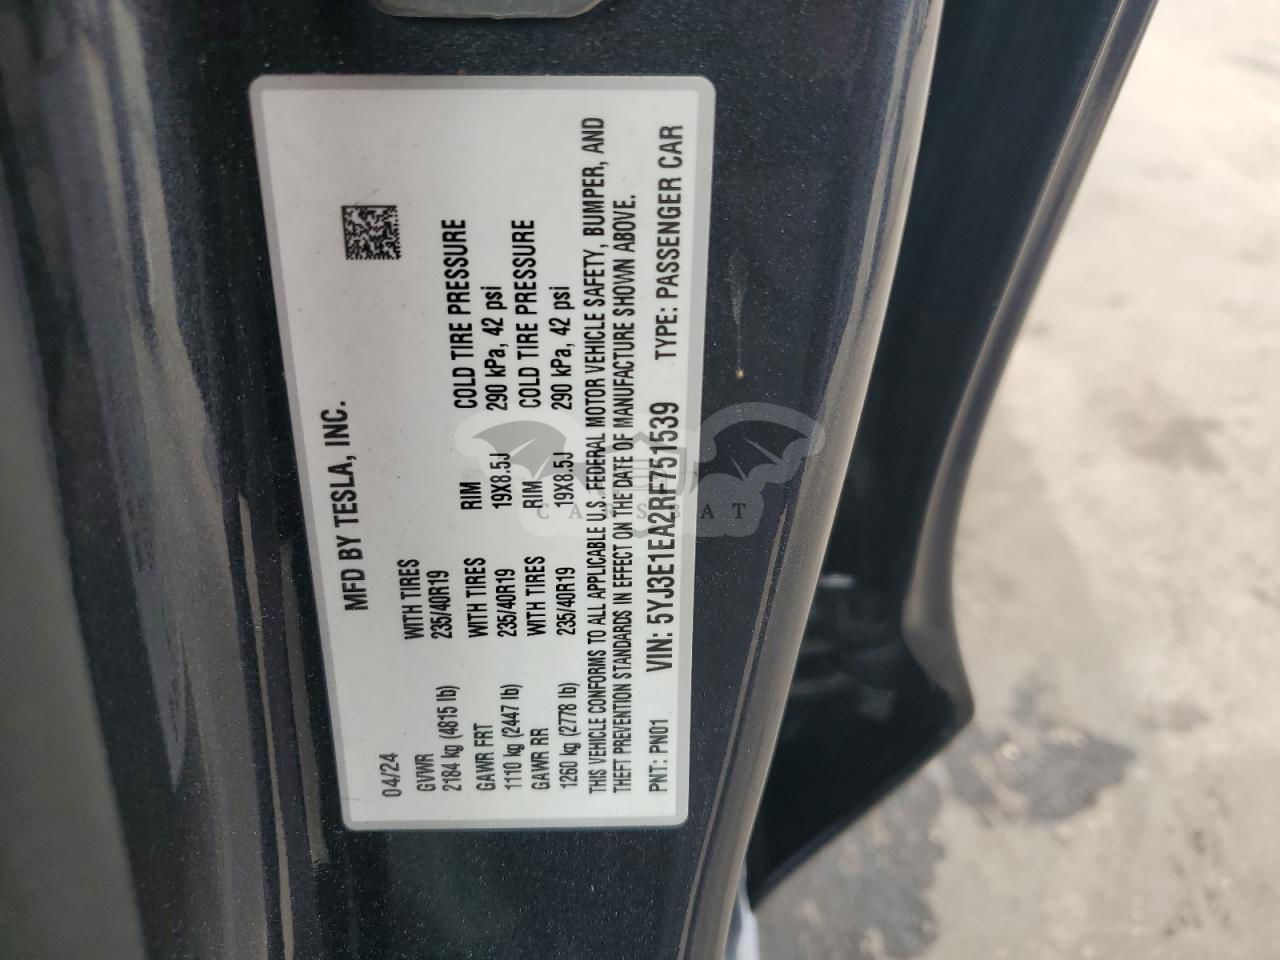 MFD BY TESLA, INC.
04/24
GVWR WITH TIRES RIM COLD TIRE PRESSURE
2184 kg (4815 lb) 235/40R19 19X8.5J 290 kPa, 42 psi
GAWR FRT WITH TIRES RIM COLD TIRE PRESSURE
1110 kg (2447 lb) 235/40R19 19X8.5J 290 kPa, 42 psi
GAWR RR WITH TIRES
1260 kg (2778 lb) 235/40R19
THIS VEHICLE CONFORMS TO ALL APPLICABLE U.S. FEDERAL MOTOR VEHICLE SAFETY, BUMPER, AND
THEFT PREVENTION STANDARDS IN EFFECT ON THE DATE OF MANUFACTURE SHOWN ABOVE.
PNT: PN01 VIN: 5YJ3E1EA2RF751539 TYPE: PASSENGER CAR
CARSBAT